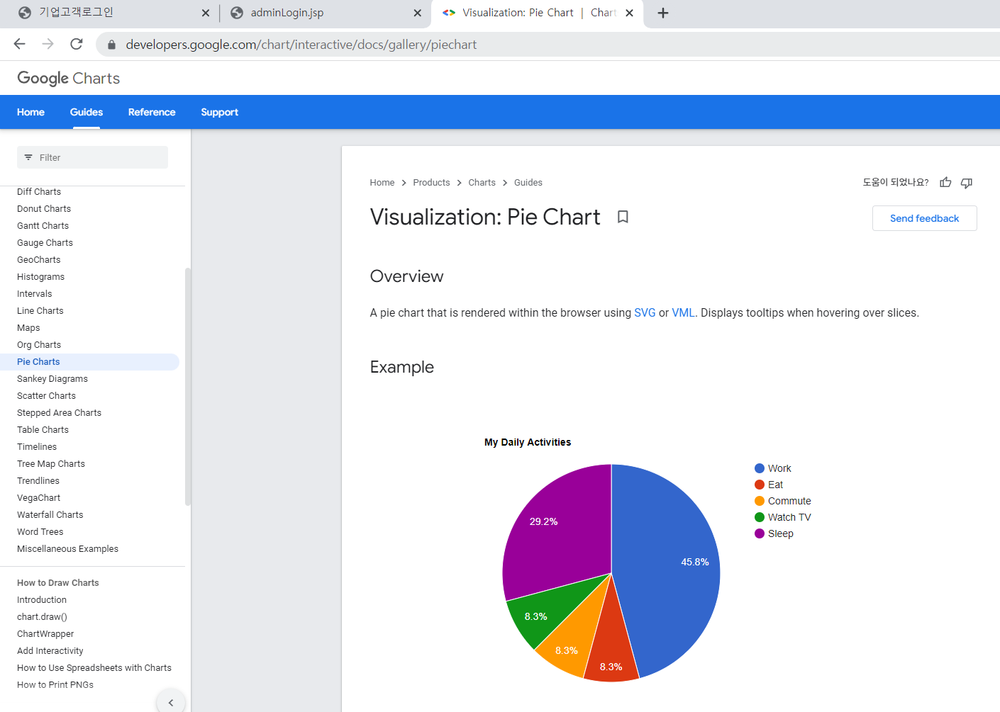 기업고객로그인
adminLogin.jsp
Visualization: Pie Chart | Chart
developers.google.com/chart/interactive/docs/gallery/piechart
Google Charts
Home
Guides
Reference
Support
Filter
Diff Charts
Donut Charts
Gantt Charts
Gauge Charts
GeoCharts
Histograms
Intervals
Line Charts
Maps
Org Charts
Pie Charts
Sankey Diagrams
Scatter Charts
Stepped Area Charts
Table Charts
Timelines
Tree Map Charts
Trendlines
VegaChart
Waterfall Charts
Word Trees
Miscellaneous Examples
How to Draw Charts
Introduction
chart.draw()
ChartWrapper
Add Interactivity
How to Use Spreadsheets with Charts
How to Print PNGs
Home > Products > Charts > Guides
도움이 되었나요?
Visualization: Pie Chart
Send feedback
Overview
A pie chart that is rendered within the browser using SVG or VML. Displays tooltips when hovering over slices.
Example
My Daily Activities
Work
Eat
Commute
Watch TV
Sleep
29.2%
45.8%
8.3%
8.3%
8.3%